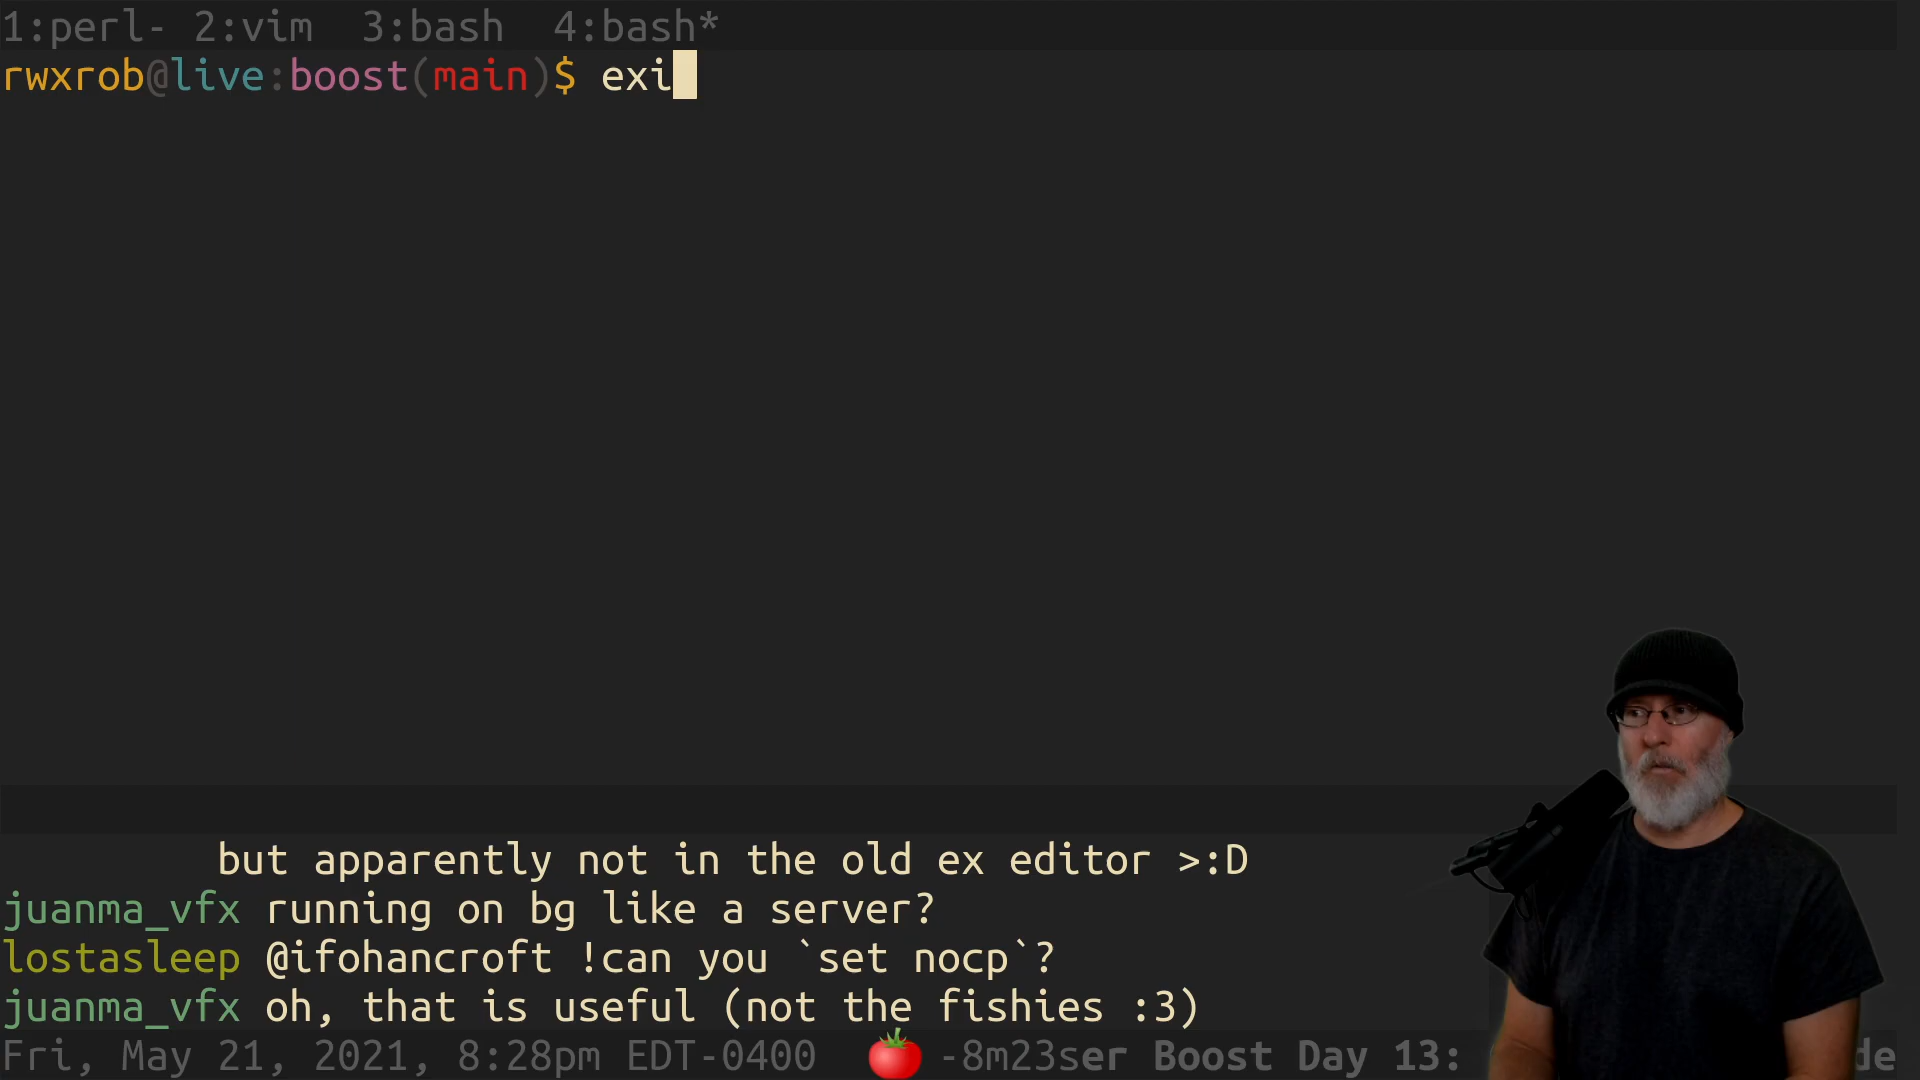 1:perl- 2:vim 3:bash 4:bash*
rwxrob@live:boost(main)$ exi
but apparently not in the old ex editor >:D
juanma_vfx running on bg like a server?
lostasleep @ifohancroft !can you `set nocp`?
juanma_vfx oh, that is useful (not the fishies :3)
Fri, May 21, 2021, 8:28pm EDT-0400 🍅 -8m23ser Boost Day 13: de